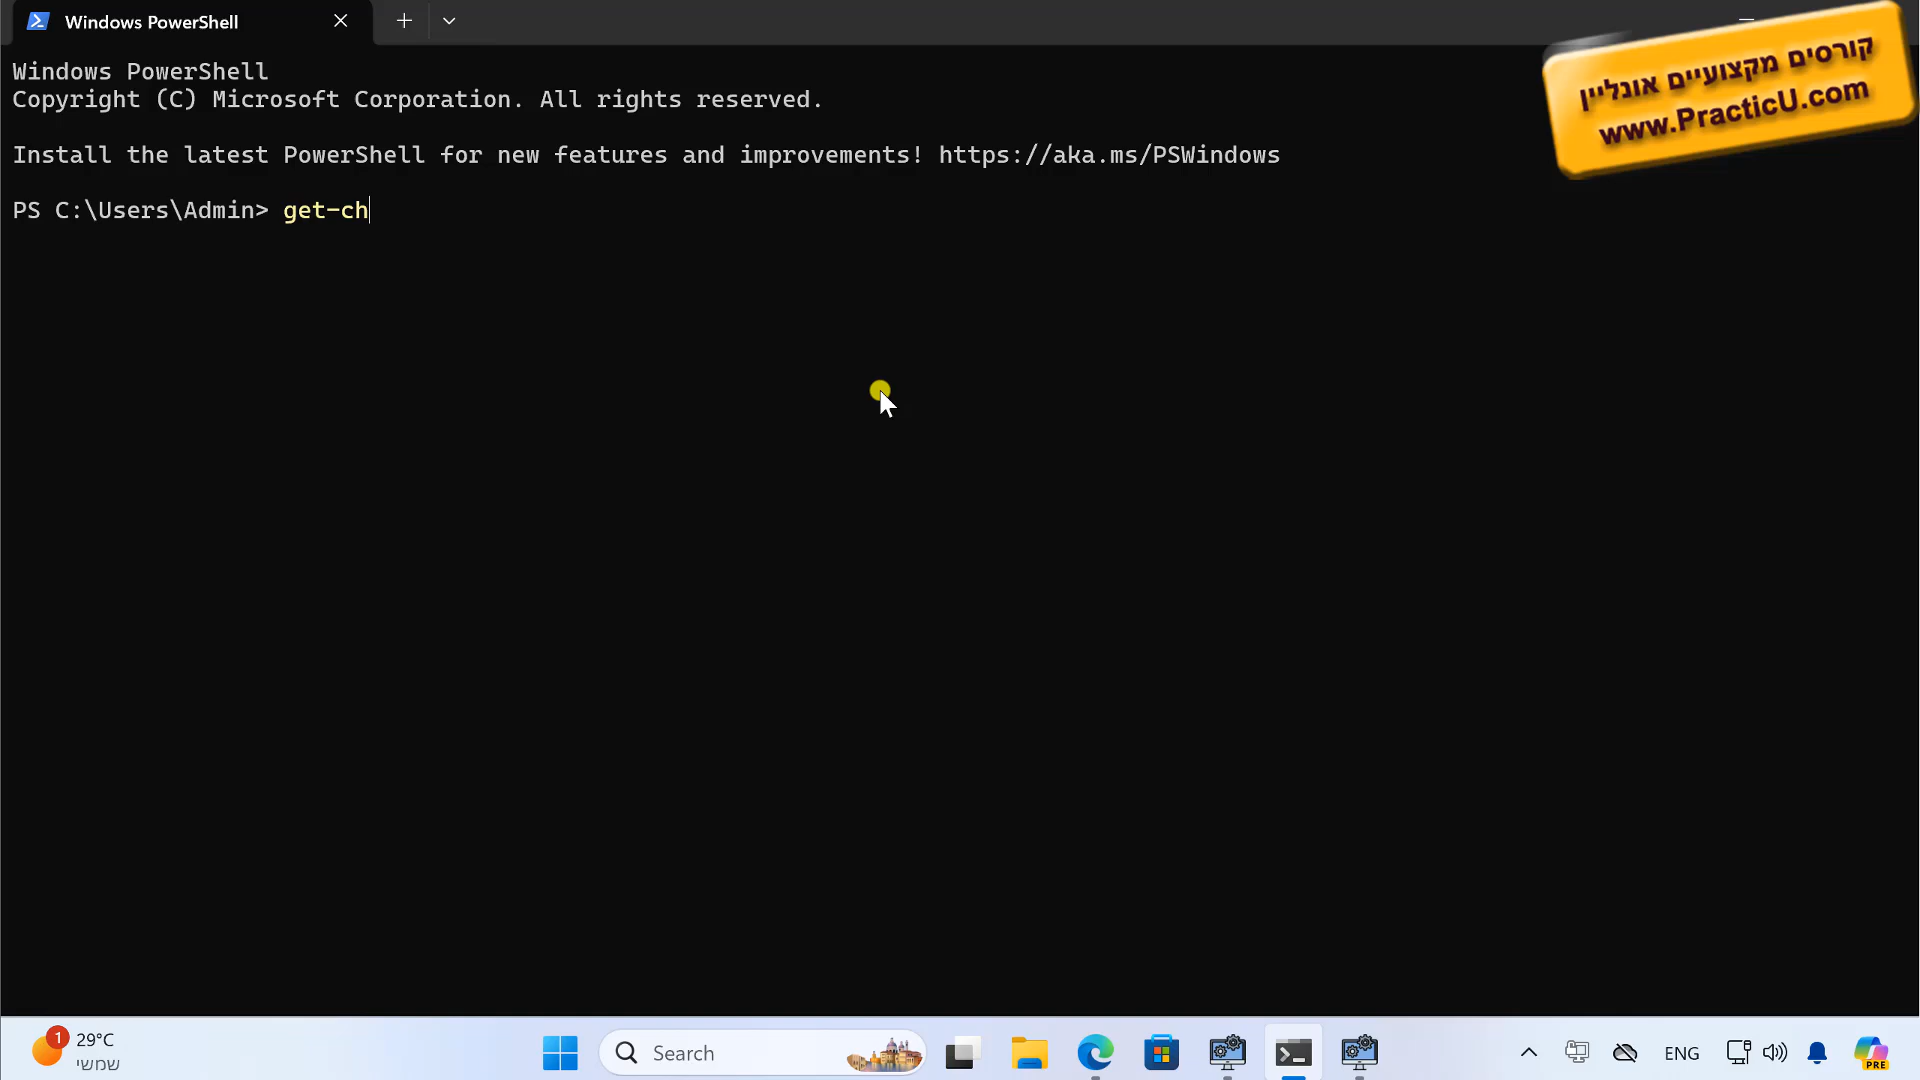 Windows PowerShell
Windows PowerShell
Copyright (C) Microsoft Corporation. All rights reserved.
Install the latest PowerShell for new features and improvements! https://aka.ms/PSWindows
PS C:\Users\Admin> get-ch
קורסים מקצועיים אונליין
www.PracticU.com
1
29°C
שמשי
Search
ENG
PRE